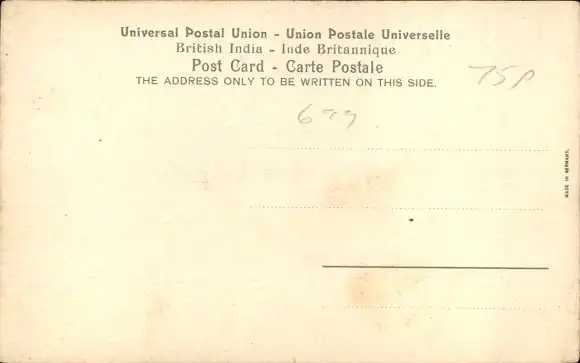 Universal Postal Union - Union Postale Universelle
British India - Inde Britannique
Post Card - Carte Postale
THE ADDRESS ONLY TO BE WRITTEN ON THIS SIDE.
75p
MADE IN GERMANY.